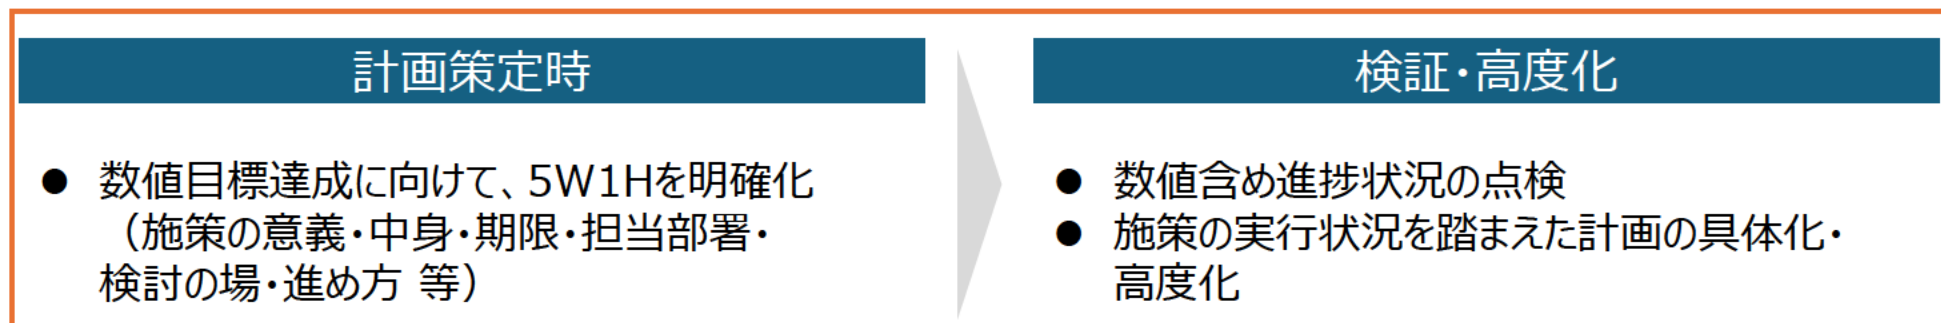 計画策定時
● 数値目標達成に向けて、5W1Hを明確化
（施策の意義・中身・期限・担当部署・
検討の場・進め方 等）
検証・高度化
● 数値含め進捗状況の点検
● 施策の実行状況を踏まえた計画の具体化・
高度化